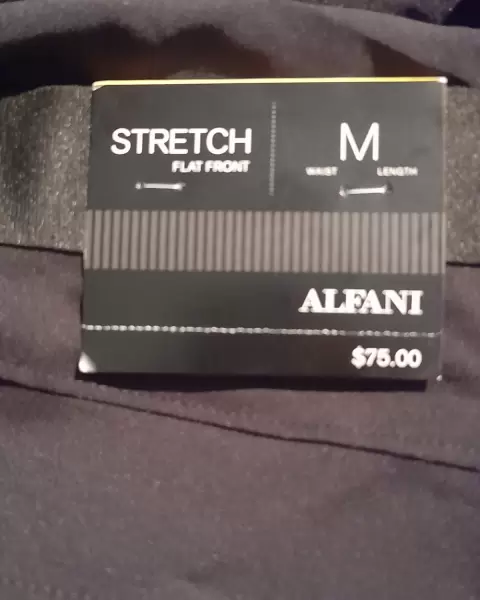 STRETCH
FLAT FRONT
M
WAIST LENGTH
ALFANI
$75.00